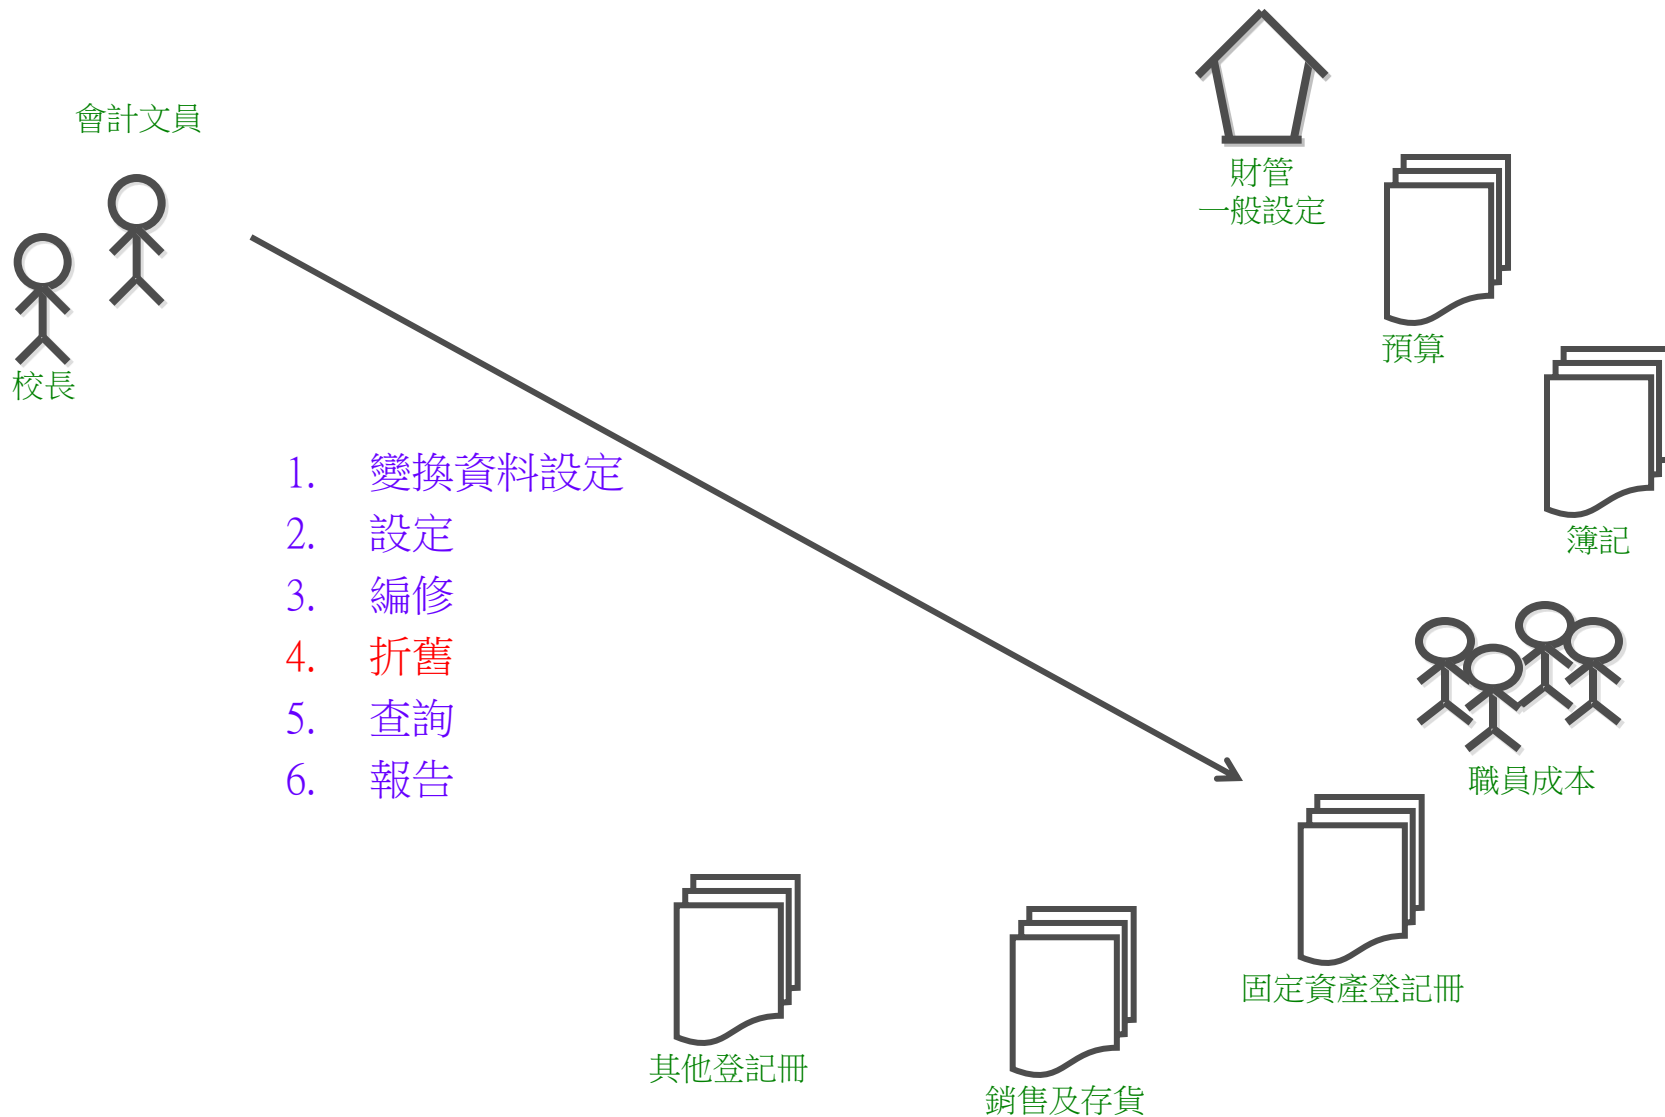 會計文員
校長
財管
一般設定
預算
簿記
1. 變換資料設定
2. 設定
3. 編修
4. 折舊
5. 查詢
6. 報告
職員成本
固定資產登記冊
其他登記冊
銷售及存貨